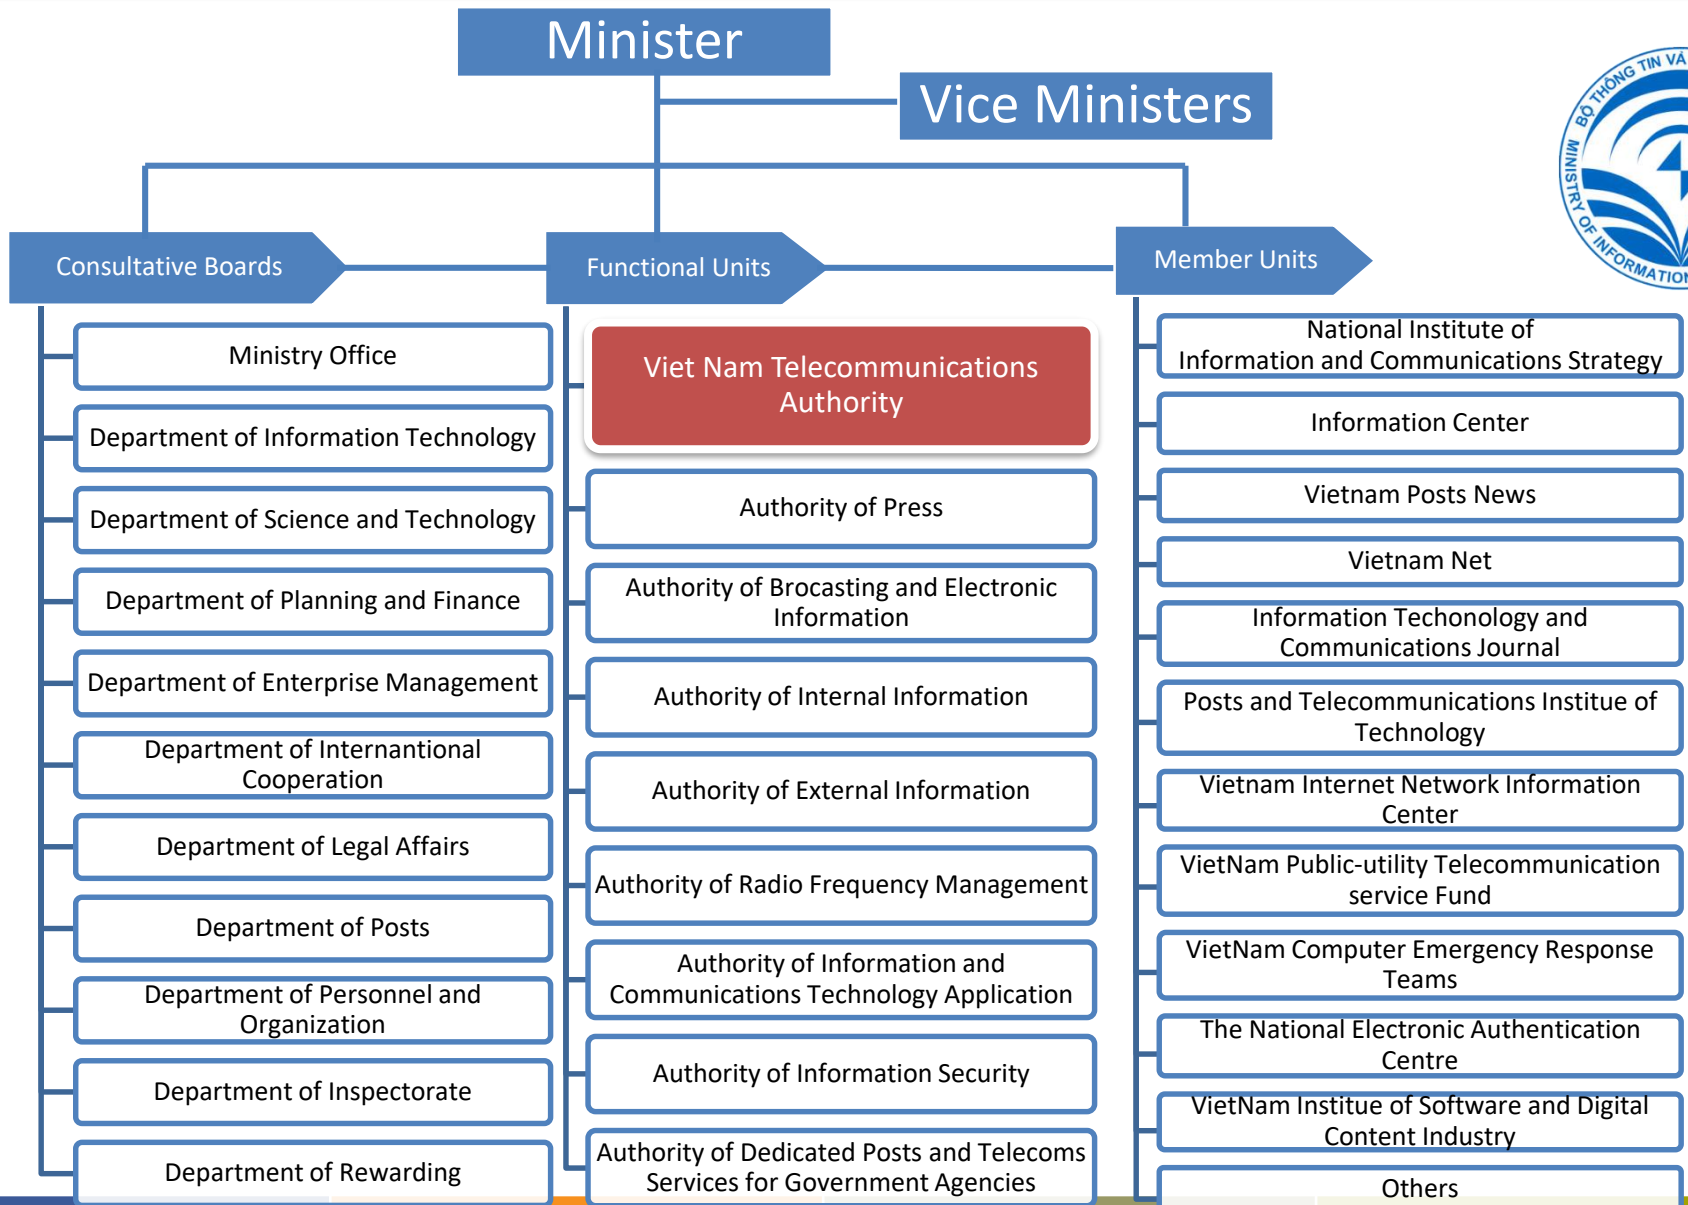 Minister
Vice Ministers
BỘ THÔNG TIN VÀ
MINISTRY OF INFORMATION
Consultative Boards
Functional Units
Member Units
Ministry Office
Department of Information Technology
Department of Science and Technology
Department of Planning and Finance
Department of Enterprise Management
Department of Internantional
Cooperation
Department of Legal Affairs
Department of Posts
Department of Personnel and
Organization
Department of Inspectorate
Department of Rewarding
Viet Nam Telecommunications
Authority
Authority of Press
Authority of Brocasting and Electronic
Information
Authority of Internal Information
Authority of External Information
Authority of Radio Frequency Management
Authority of Information and
Communications Technology Application
Authority of Information Security
Authority of Dedicated Posts and Telecoms
Services for Government Agencies
National Institute of
Information and Communications Strategy
Information Center
Vietnam Posts News
Vietnam Net
Information Techonology and
Communications Journal
Posts and Telecommunications Institue of
Technology
Vietnam Internet Network Information
Center
VietNam Public-utility Telecommunication
service Fund
VietNam Computer Emergency Response
Teams
The National Electronic Authentication
Centre
VietNam Institue of Software and Digital
Content Industry
Others